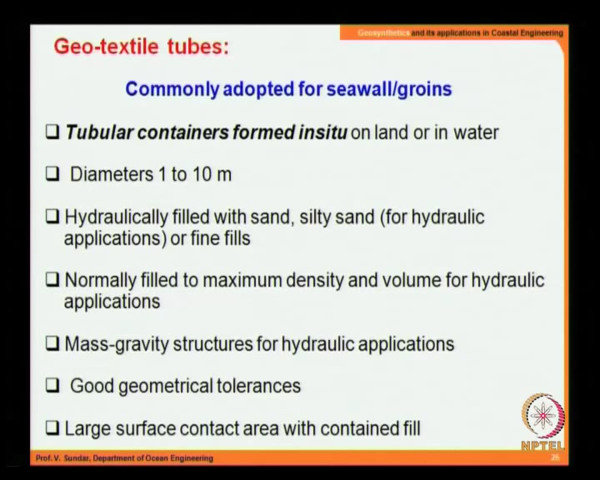 Geosynthetics and its applications in Coastal Engineering
Geo-textile tubes:
Commonly adopted for seawall/groins
Tubular containers formed insitu on land or in water
Diameters 1 to 10 m
Hydraulically filled with sand, silty sand (for hydraulic
applications) or fine fills
Normally filled to maximum density and volume for hydraulic
applications
Mass-gravity structures for hydraulic applications
Good geometrical tolerances
Large surface contact area with contained fill
NPTEL
Prof. V. Sundar, Department of Ocean Engineering
26